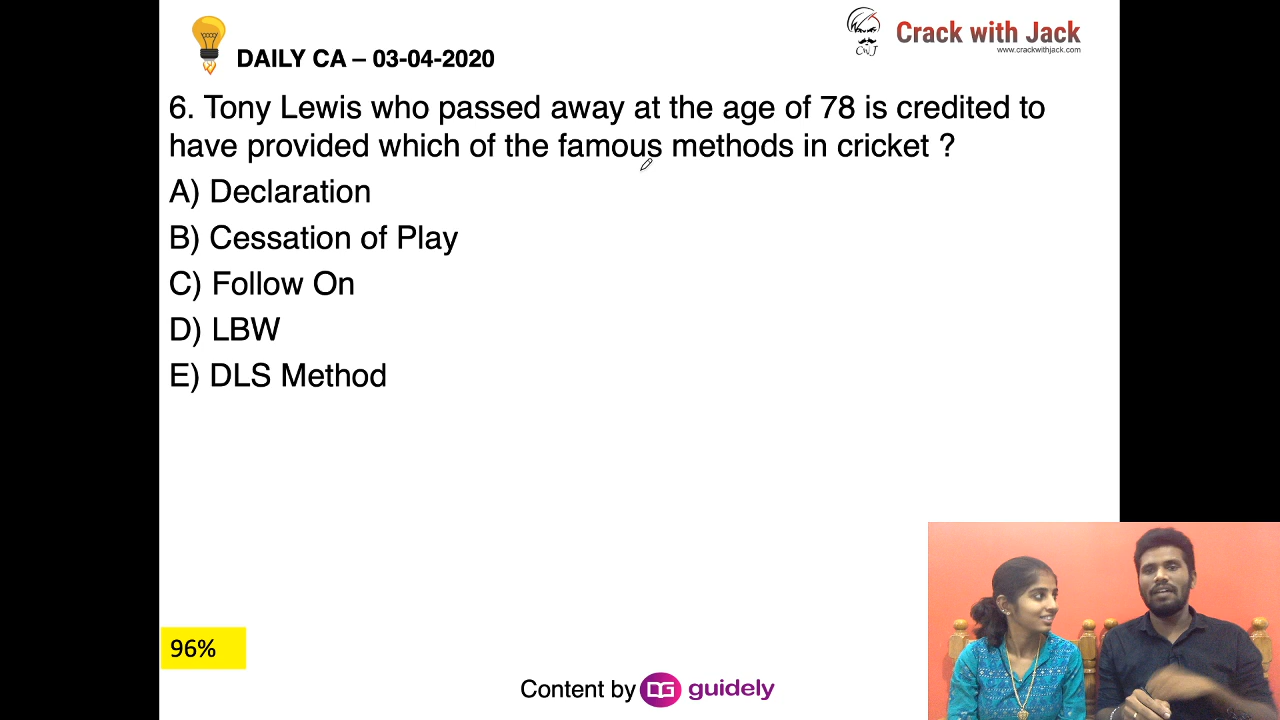 DAILY CA – 03-04-2020
Crack with Jack
www.crackwithjack.com
CwJ
6. Tony Lewis who passed away at the age of 78 is credited to
have provided which of the famous methods in cricket ?
A) Declaration
B) Cessation of Play
C) Follow On
D) LBW
E) DLS Method
96%
Content by DG guidely